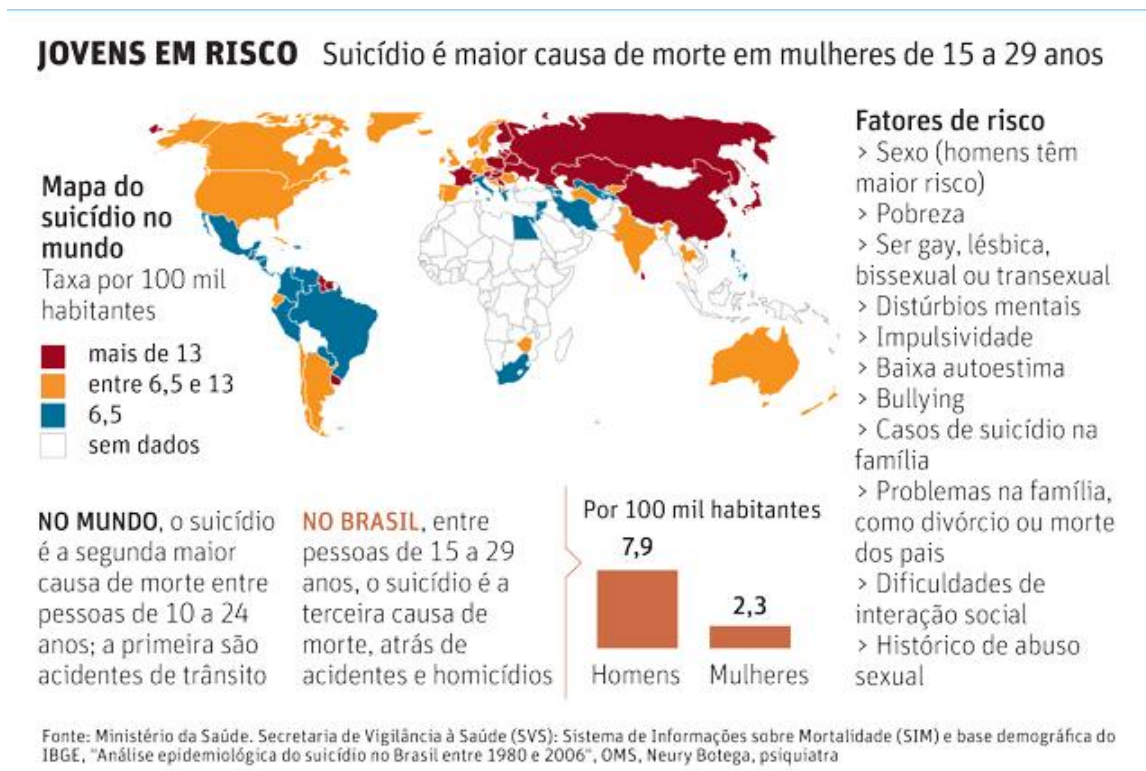 JOVENS EM RISCO Suicídio é maior causa de morte em mulheres de 15 a 29 anos
Mapa do
suicídio no
mundo
Taxa por 100 mil
habitantes
mais de 13
entre 6,5 e 13
6,5
sem dados
Fatores de risco
> Sexo (homens têm
maior risco)
> Pobreza
> Ser gay, lésbica,
bissexual ou transexual
> Distúrbios mentais
> Impulsividade
> Baixa autoestima
> Bullying
> Casos de suicídio na
família
> Problemas na família,
como divórcio ou morte
dos pais
> Dificuldades de
interação social
> Histórico de abuso
sexual
NO MUNDO, o suicídio
é a segunda maior
causa de morte entre
pessoas de 10 a 24
anos; a primeira são
acidentes de trânsito
NO BRASIL, entre
pessoas de 15 a 29
anos, o suicídio é a
terceira causa de
morte, atrás de
acidentes e homicídios
Por 100 mil habitantes
7,9
2,3
Homens
Mulheres
Fonte: Ministério da Saúde. Secretaria de Vigilância à Saúde (SVS): Sistema de Informações sobre Mortalidade (SIM) e base demográfica do
IBGE, "Análise epidemiológica do suicídio no Brasil entre 1980 e 2006", OMS, Neury Botega, psiquiatra